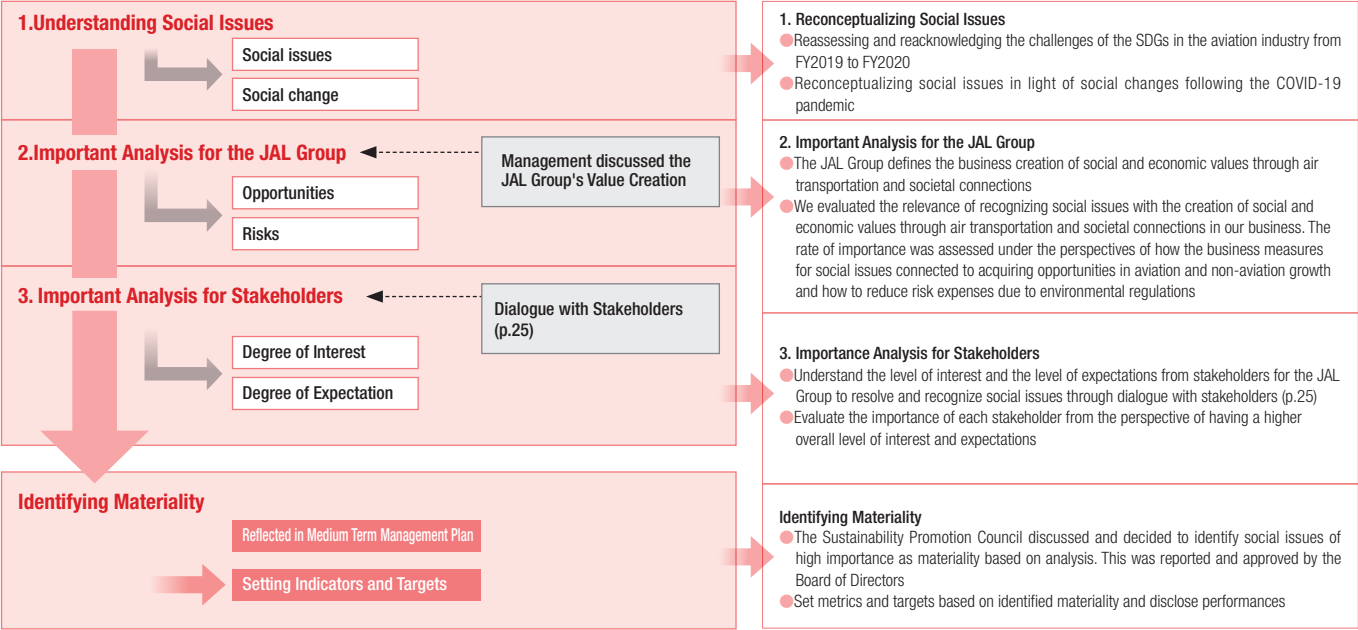 1.Understanding Social Issues
Social issues
Social change
2.Important Analysis for the JAL Group
Management discussed the
JAL Group's Value Creation
Opportunities
Risks
3. Important Analysis for Stakeholders
Dialogue with Stakeholders
(p.25)
Degree of Interest
Degree of Expectation
Identifying Materiality
Reflected in Medium Term Management Plan
Setting Indicators and Targets
1. Reconceptualizing Social Issues
●Reassessing and reacknowledging the challenges of the SDGs in the aviation industry from
FY2019 to FY2020
●Reconceptualizing social issues in light of social changes following the COVID-19
pandemic
2. Important Analysis for the JAL Group
●The JAL Group defines the business creation of social and economic values through air
transportation and societal connections
●We evaluated the relevance of recognizing social issues with the creation of social and
economic values through air transportation and societal connections in our business. The
rate of importance was assessed under the perspectives of how the business measures
for social issues connected to acquiring opportunities in aviation and non-aviation growth
and how to reduce risk expenses due to environmental regulations
3. Importance Analysis for Stakeholders
●Understand the level of interest and the level of expectations from stakeholders for the JAL
Group to resolve and recognize social issues through dialogue with stakeholders (p.25)
●Evaluate the importance of each stakeholder from the perspective of having a higher
overall level of interest and expectations
Identifying Materiality
●The Sustainability Promotion Council discussed and decided to identify social issues of
high importance as materiality based on analysis. This was reported and approved by the
Board of Directors
●Set metrics and targets based on identified materiality and disclose performances